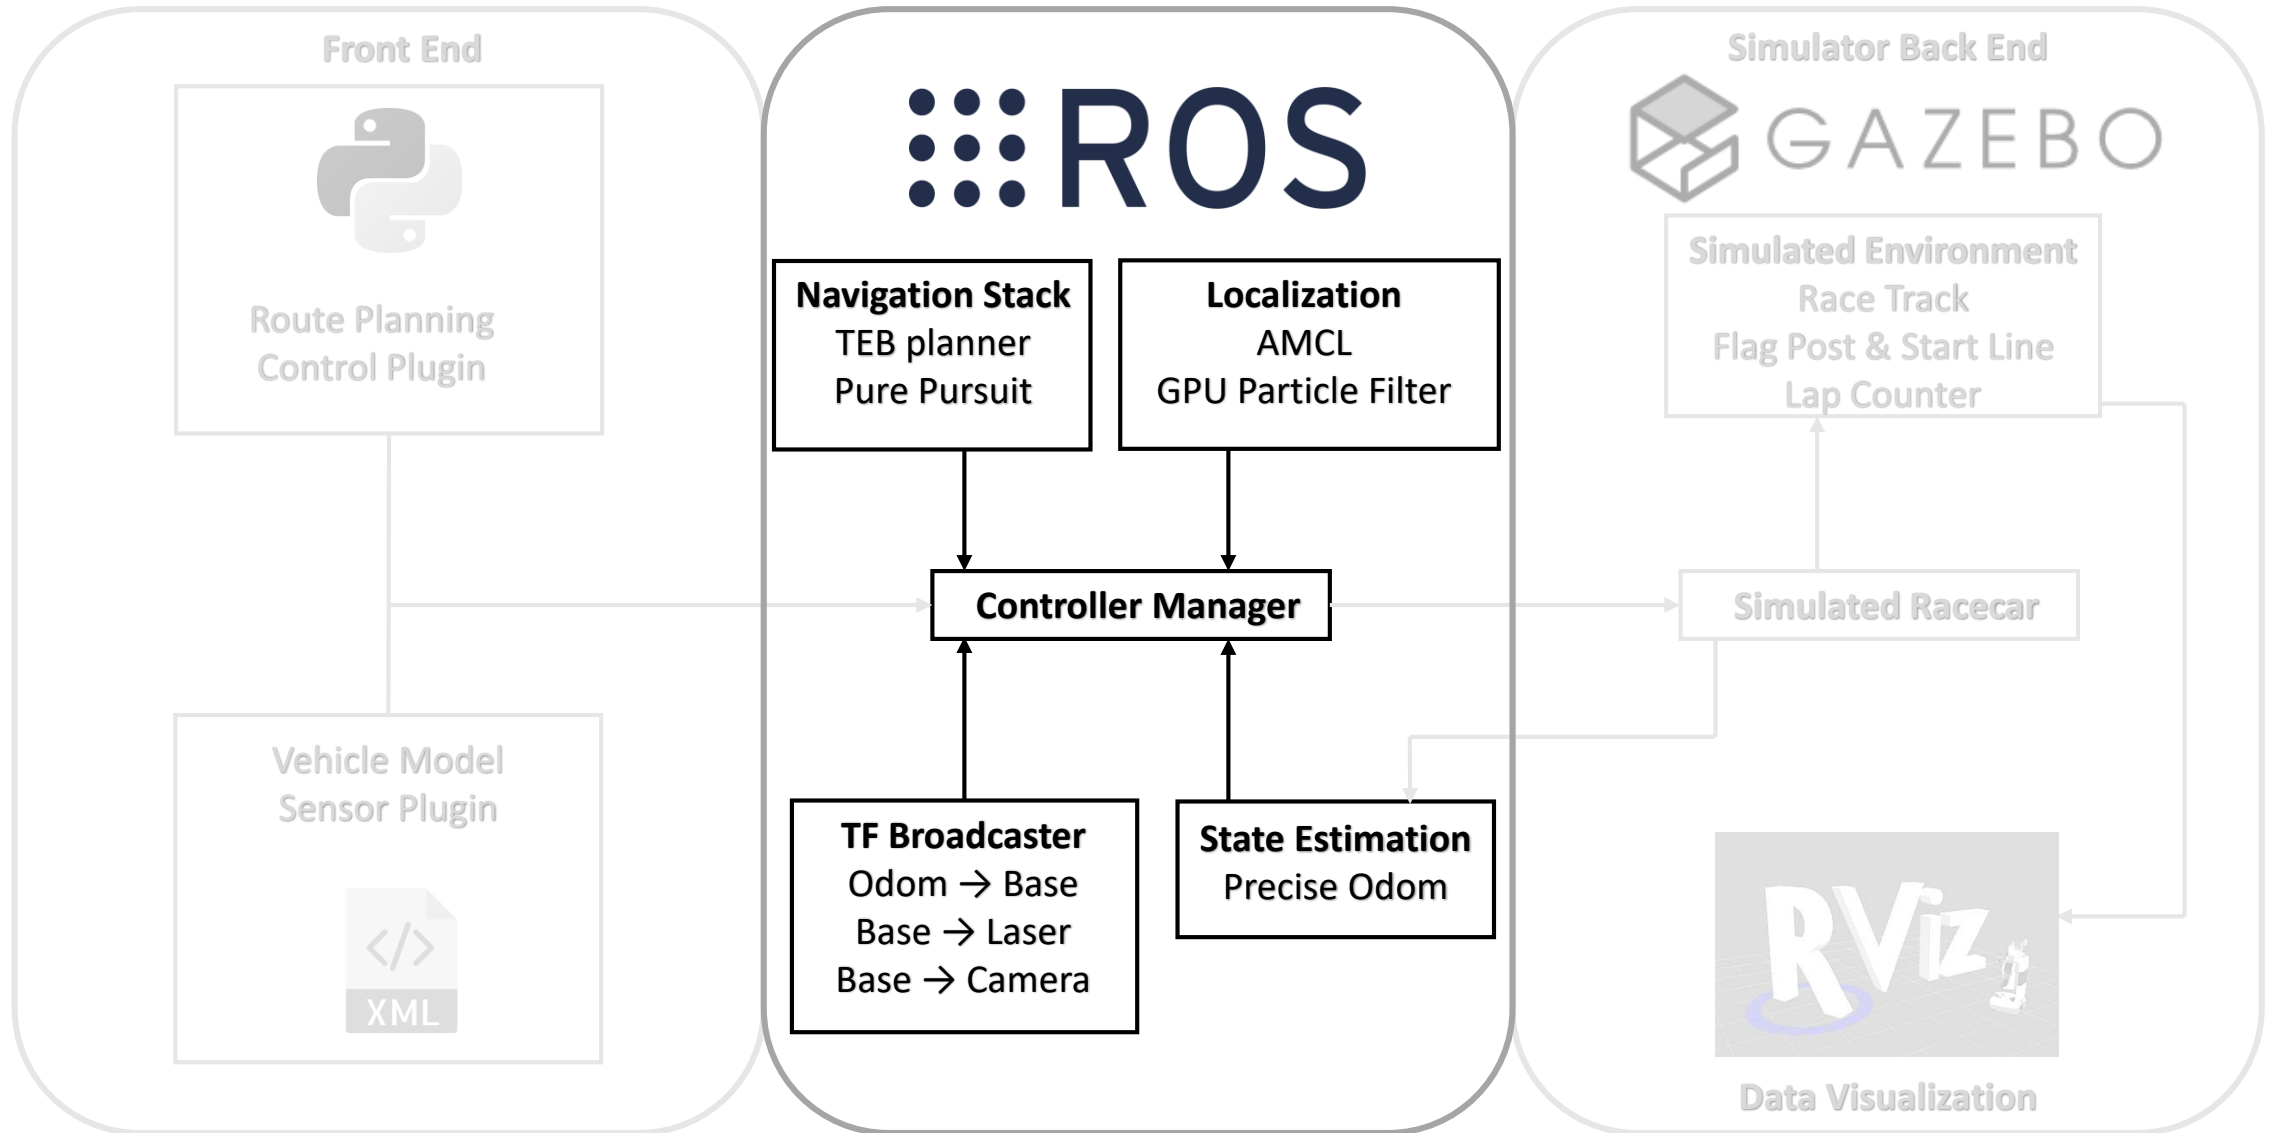 Front End
Route Planning
Control Plugin
Vehicle Model
Sensor Plugin
</>
XML
ROS
Navigation Stack
TEB planner
Pure Pursuit
Localization
AMCL
GPU Particle Filter
Controller Manager
TF Broadcaster
Odom → Base
Base → Laser
Base → Camera
State Estimation
Precise Odom
Simulator Back End
GAZEBO
Simulated Environment
Race Track
Flag Post & Start Line
Lap Counter
Simulated Racecar
RViz
Data Visualization